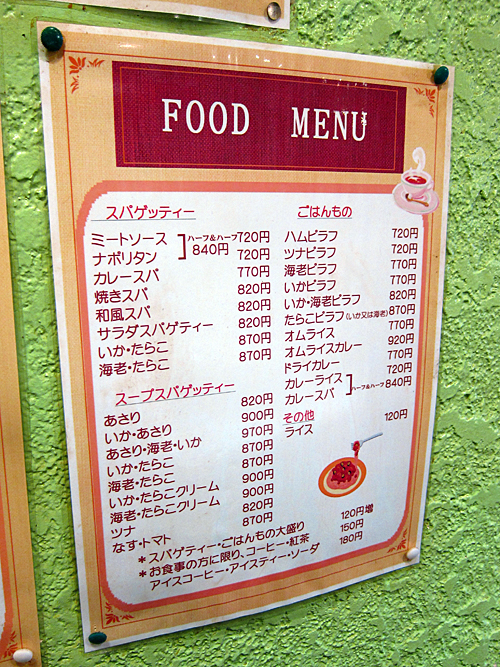 FOOD MENU
スパゲッティー
ミートソース 720円
ナポリタン 720円
ハーフ&ハーフ
840円
カレースパ 770円
焼きスパ 820円
和風スパ 820円
サラダスパゲティー 820円
いか・たらこ 870円
海老・たらこ 870円
スープスパゲッティー
あさり 820円
いか・あさり 900円
あさり・海老・いか 970円
いか・たらこ 870円
海老・たらこ 870円
いか・たらこクリーム 900円
海老・たらこクリーム 900円
ツナ 820円
なす・トマト 870円
ごはんもの
ハムピラフ 720円
ツナピラフ 720円
海老ピラフ 770円
いかピラフ 770円
いか・海老ピラフ 820円
たらこピラフ(いか又は海老) 870円
オムライス 770円
オムライスカレー 920円
ドライカレー 770円
カレーライス 720円
カレースパ
ハーフ&ハーフ 840円
その他
ライス 120円
*スパゲティー・ごはんもの大盛り 120円増
*お食事の方に限り、コーヒー・紅茶 150円
アイスコーヒー・アイスティー・ソーダ 180円